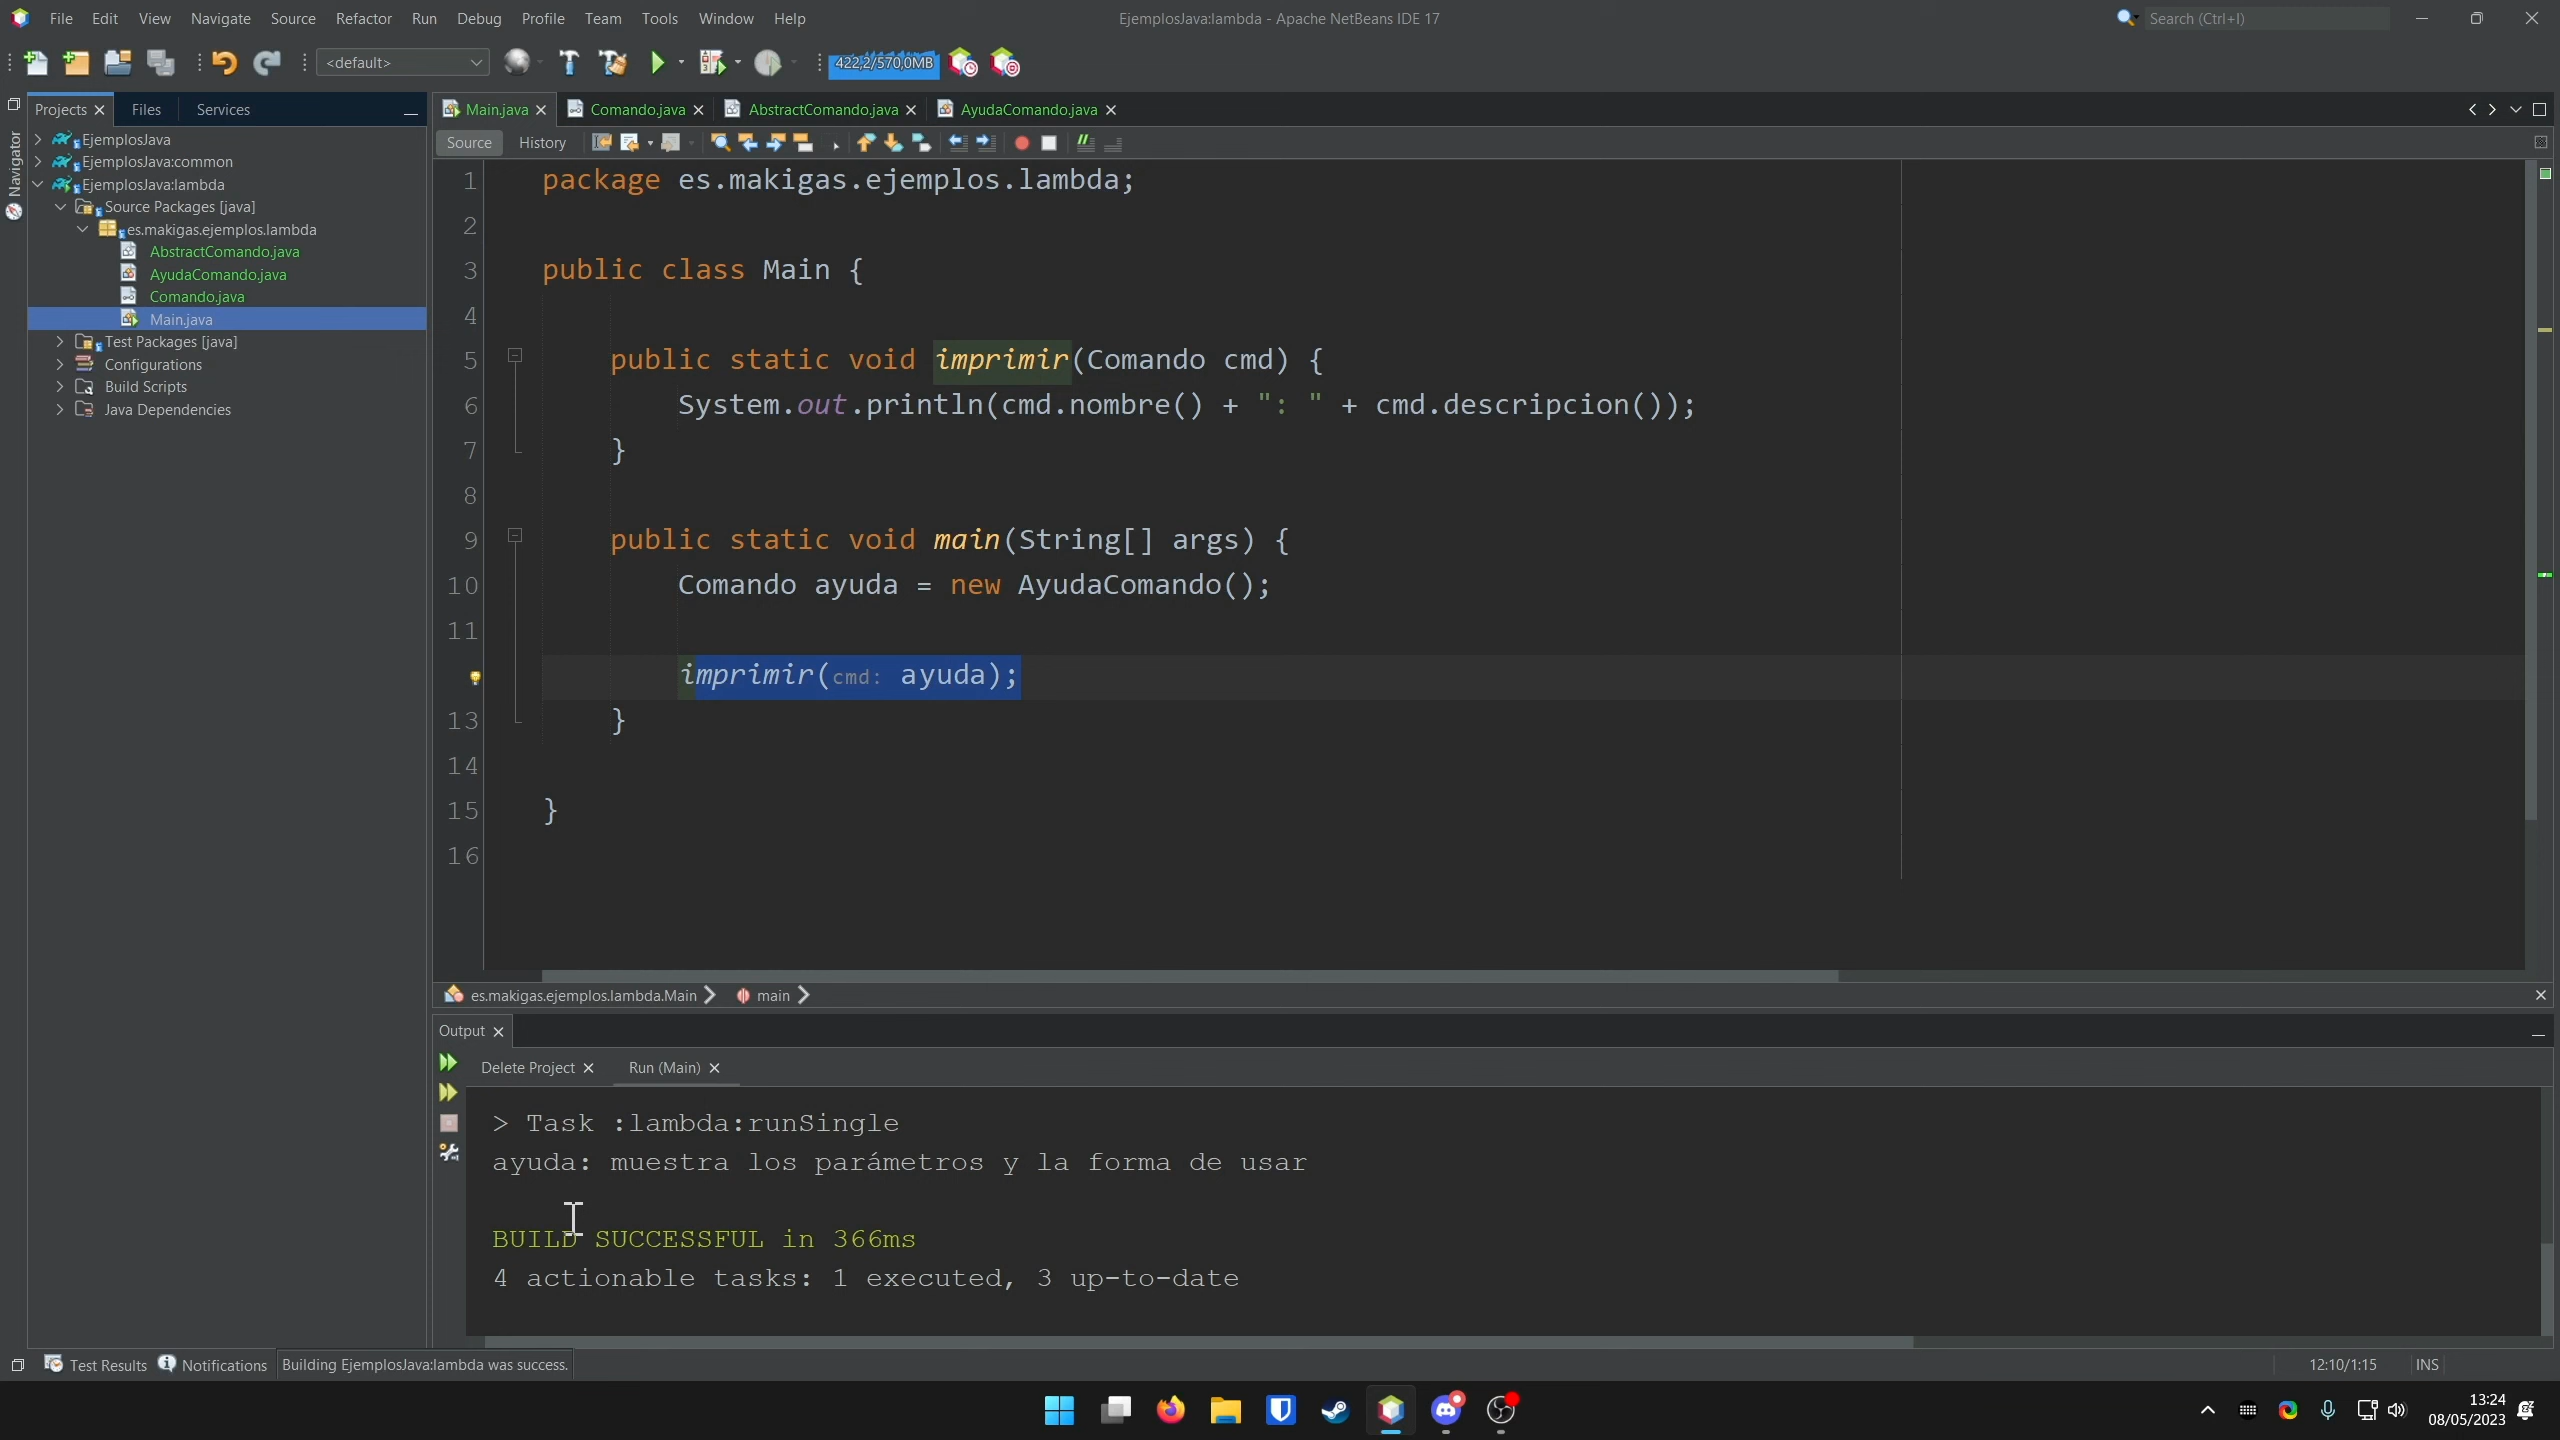 File Edit View Navigate Source Refactor Run Debug Profile Team Tools Window Help
EjemplosJava:lambda - Apache NetBeans IDE 17
Search (Ctrl+I)
<default>
422,2/570,0MB
Projects
Files
Services
Main.java
Comando.java
AbstractComando.java
AyudaComando.java
Navigator
EjemplosJava
EjemplosJava:common
EjemplosJava:lambda
Source Packages [java]
es.makigas.ejemplos.lambda
AbstractComando.java
AyudaComando.java
Comando.java
Main.java
Test Packages [java]
Configurations
Build Scripts
Java Dependencies
Source
History
1 package es.makigas.ejemplos.lambda;
2
3 public class Main {
4
5 public static void imprimir(Comando cmd) {
6 System.out.println(cmd.nombre() + ": " + cmd.descripcion());
7 }
8
9 public static void main(String[] args) {
10 Comando ayuda = new AyudaComando();
11
imprimir(cmd: ayuda);
13 }
14
15 }
16
es.makigas.ejemplos.lambda.Main
main
Output
Delete Project
Run (Main)
> Task :lambda:runSingle
ayuda: muestra los parámetros y la forma de usar
BUILD SUCCESSFUL in 366ms
4 actionable tasks: 1 executed, 3 up-to-date
Test Results
Notifications
Building EjemplosJava:lambda was success.
12:10/1:15
INS
13:24
08/05/2023